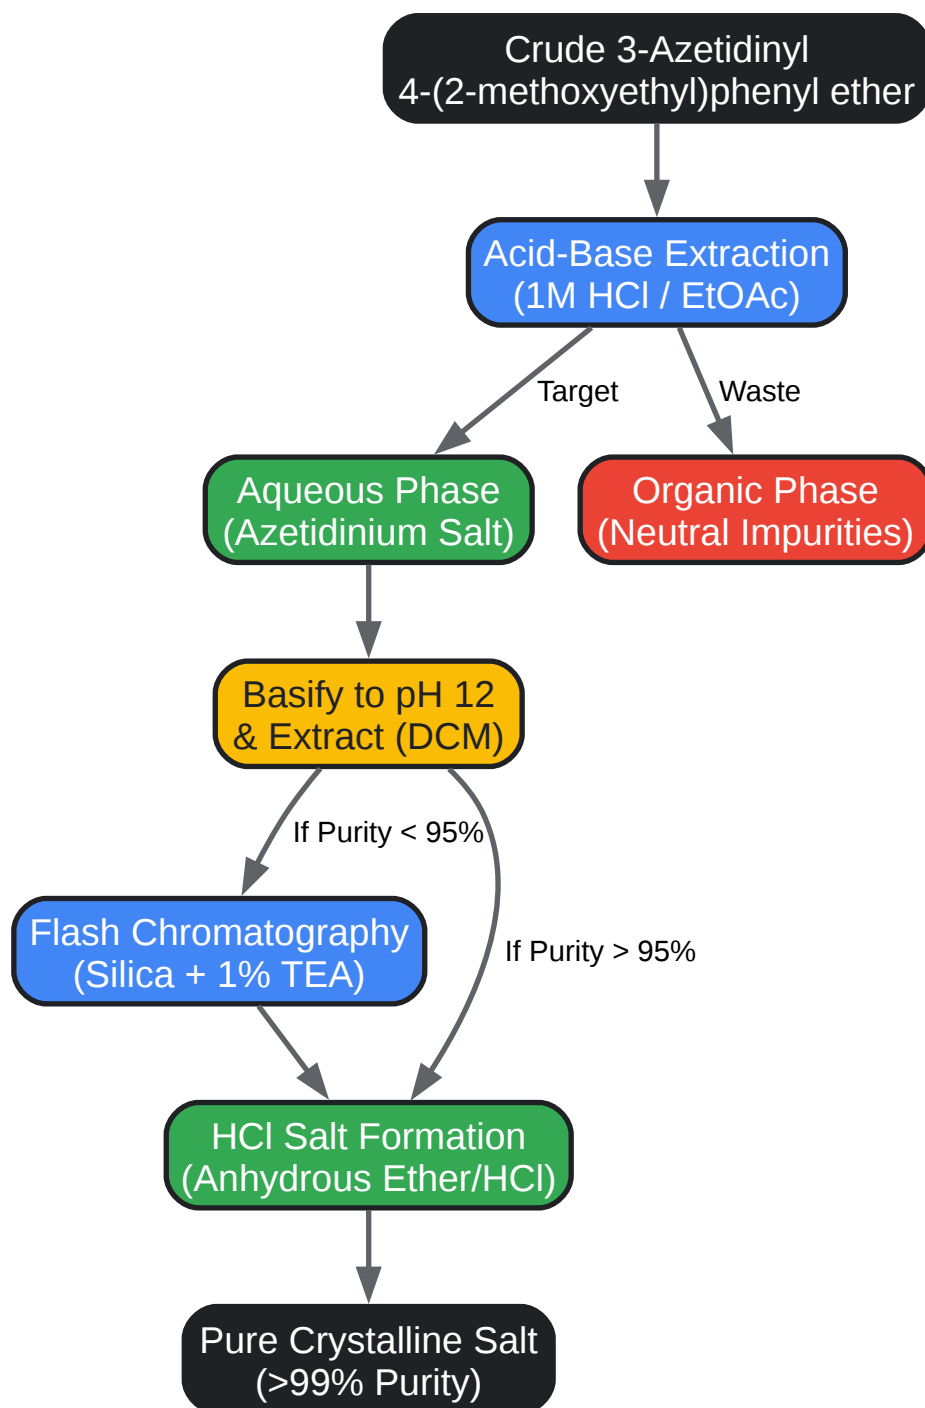 Crude 3-Azetidinyl
4-(2-methoxyethyl)phenyl ether
Acid-Base Extraction
(1M HCl / EtOAc)
Target
Waste
Aqueous Phase
(Azetidinium Salt)
Organic Phase
(Neutral Impurities)
Basify to pH 12
& Extract (DCM)
If Purity < 95%
Flash Chromatography
(Silica + 1% TEA)
If Purity > 95%
HCl Salt Formation
(Anhydrous Ether/HCl)
Pure Crystalline Salt
(>99% Purity)